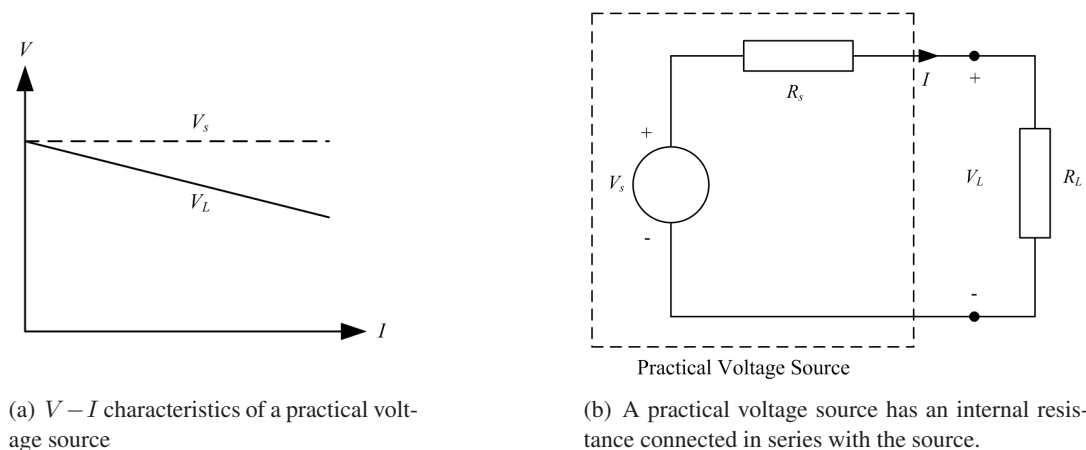 V
V_s
V_L
I
R_s
I
+
+
V_s
V_L
R_L
-
-
Practical Voltage Source
(a) V−I characteristics of a practical volt-
age source
(b) A practical voltage source has an internal resis-
tance connected in series with the source.